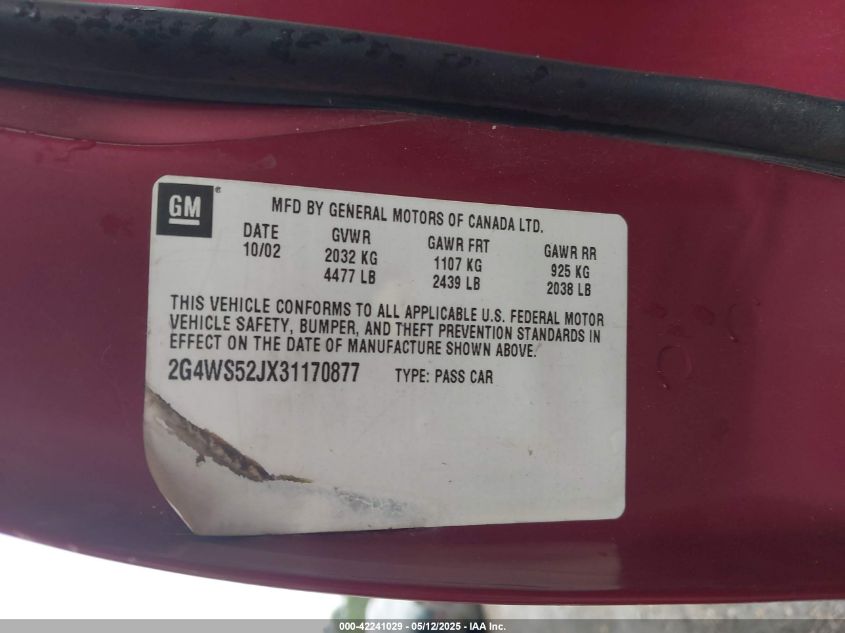 GM ®
MFD BY GENERAL MOTORS OF CANADA LTD.
DATE GVWR GAWR FRT GAWR RR
10/02 2032 KG 1107 KG 925 KG
4477 LB 2439 LB 2038 LB
THIS VEHICLE CONFORMS TO ALL APPLICABLE U.S. FEDERAL MOTOR
VEHICLE SAFETY, BUMPER, AND THEFT PREVENTION STANDARDS IN
EFFECT ON THE DATE OF MANUFACTURE SHOWN ABOVE.
2G4WS52JX31170877 TYPE: PASS CAR
000-42241029 - 05/12/2025 - IAA Inc.